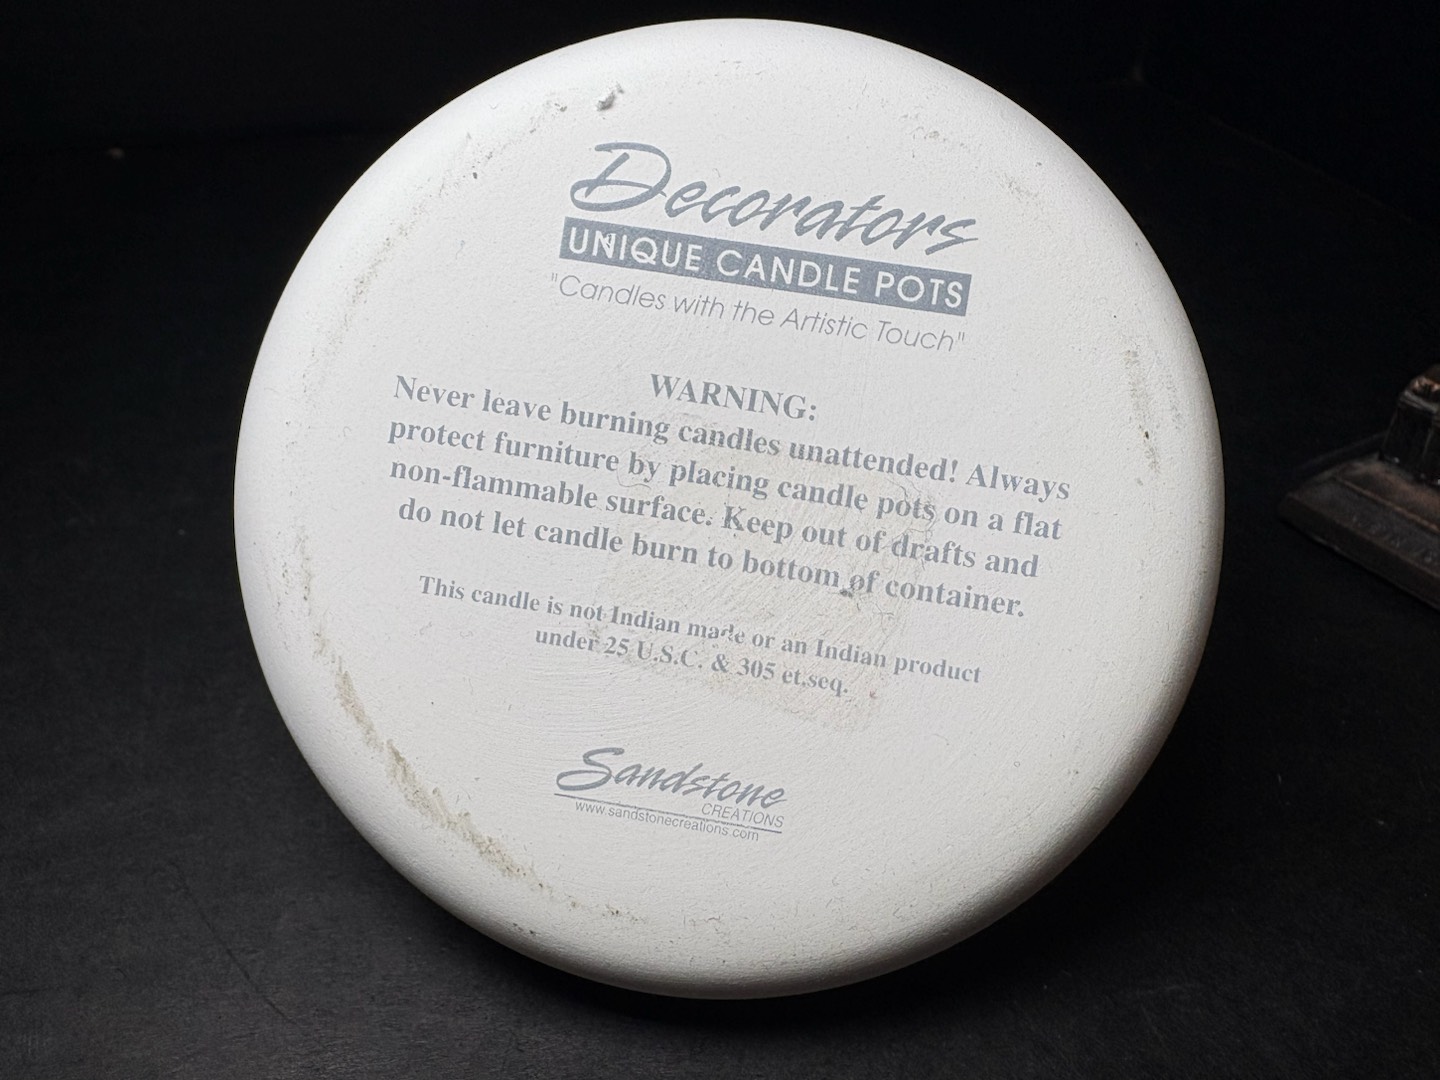 Decorators
UNIQUE CANDLE POTS
"Candles with the Artistic Touch"
WARNING:
Never leave burning candles unattended! Always
protect furniture by placing candle pots on a flat
non-flammable surface. Keep out of drafts and
do not let candle burn to bottom of container.
This candle is not Indian made or an Indian product
under 25 U.S.C. & 305 et.seq.
Sandstone
CREATIONS
www.sandstonecreations.com